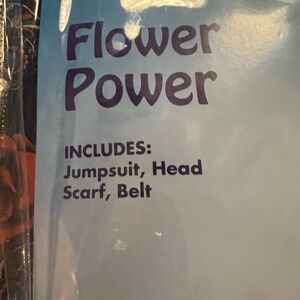 Flower
Power
INCLUDES:
Jumpsuit, Head
Scarf, Belt